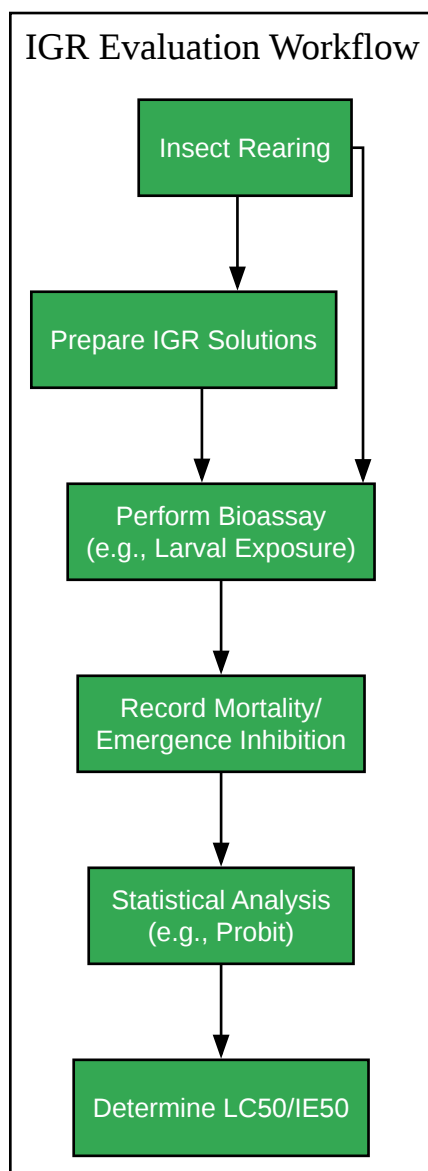 IGR Evaluation Workflow
Insect Rearing
Prepare IGR Solutions
Perform Bioassay
(e.g., Larval Exposure)
Record Mortality/
Emergence Inhibition
Statistical Analysis
(e.g., Probit)
Determine LC50/IE50